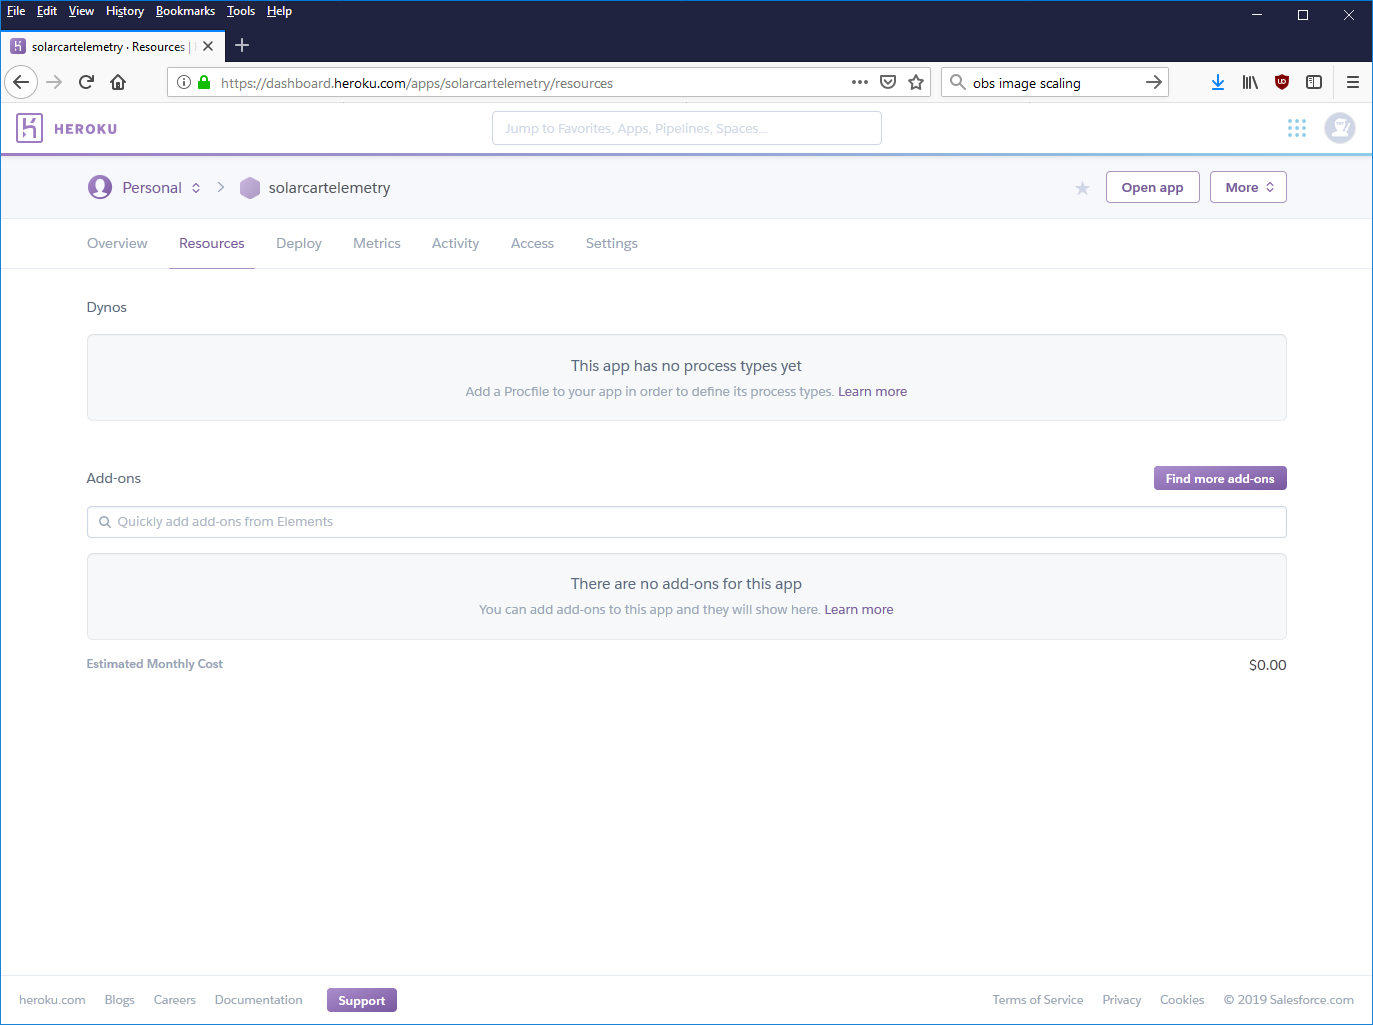 File Edit View History Bookmarks Tools Help
solarcartelemetry · Resources |
https://dashboard.heroku.com/apps/solarcartelemetry/resources
obs image scaling
HEROKU
Jump to Favorites, Apps, Pipelines, Spaces...
Personal
solarcartelemetry
Open app
More
Overview Resources Deploy Metrics Activity Access Settings
Dynos
This app has no process types yet
Add a Procfile to your app in order to define its process types. Learn more
Add-ons
Find more add-ons
Quickly add add-ons from Elements
There are no add-ons for this app
You can add add-ons to this app and they will show here. Learn more
Estimated Monthly Cost
$0.00
heroku.com Blogs Careers Documentation Support Terms of Service Privacy Cookies © 2019 Salesforce.com